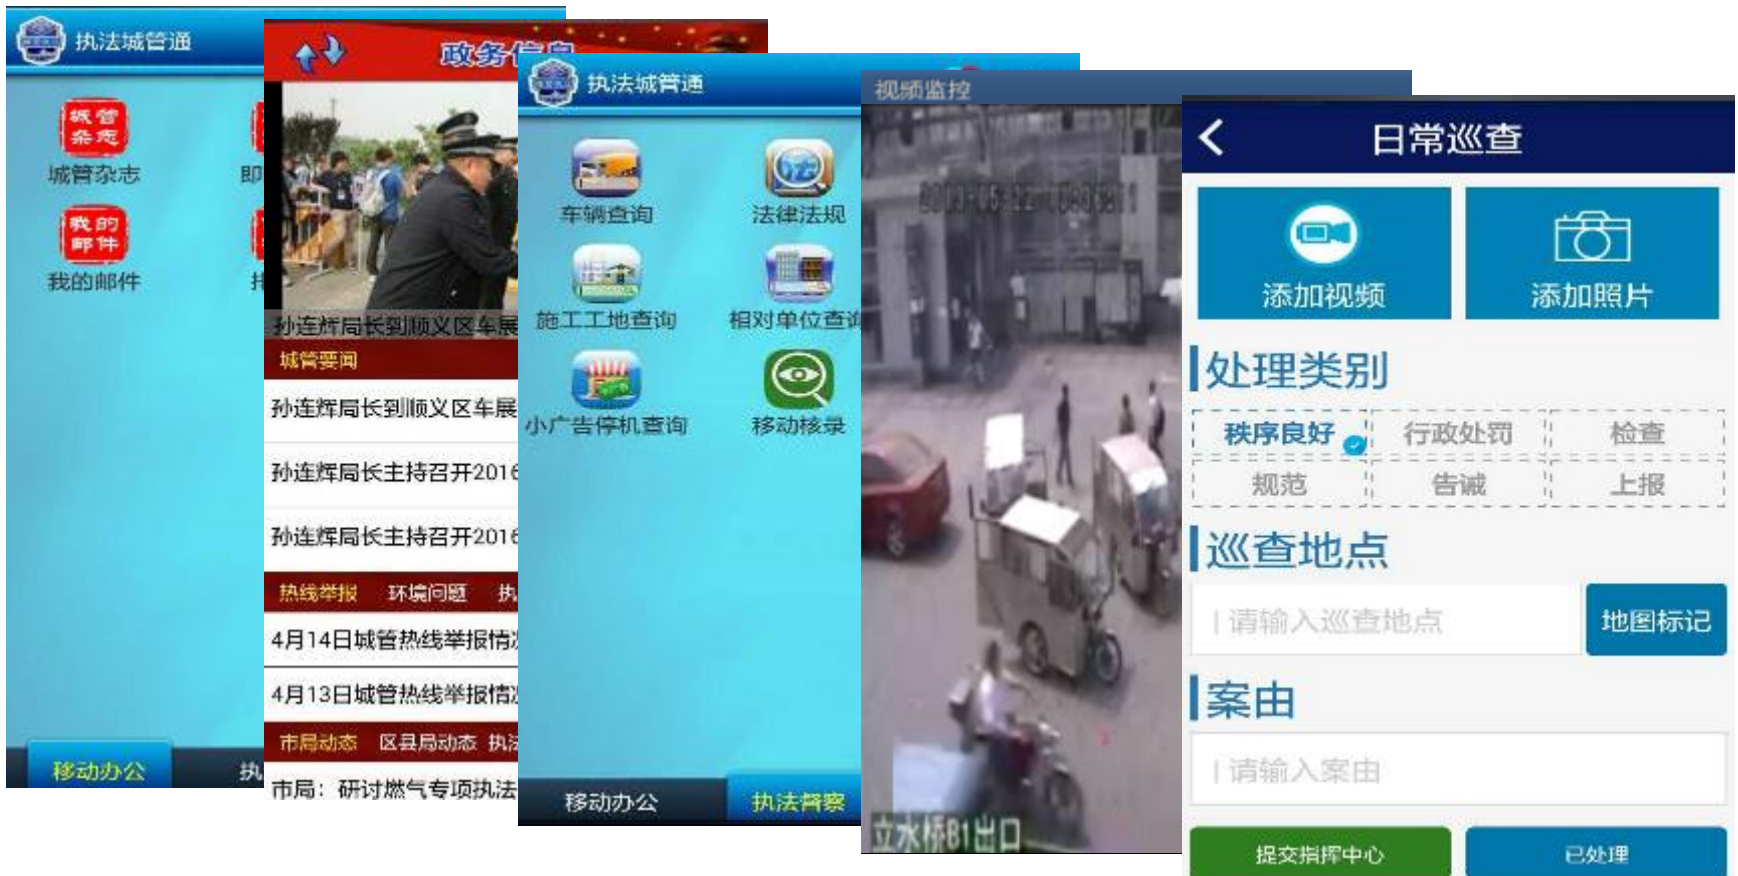 执法城管通
城管
杂志
城管杂志
我的
邮件
我的邮件
移动办公
政务信息
孙连辉局长到顺义区车展
城管要闻
孙连辉局长到顺义区车展
孙连辉局长主持召开2016
孙连辉局长主持召开2016
热线举报 环境问题 执
4月14日城管热线举报情
4月13日城管热线举报情
市局动态 区县局动态 执
市局：研讨燃气专项执法
执法城管通
车辆查询 法律法规
施工工地查询 相对单位查
小广告停机查询 移动核录
移动办公 执法督察
视频监控
立水桥B1出口
日常巡查
添加视频 添加照片
处理类别
秩序良好 行政处罚 检查
规范 告诫 上报
巡查地点
请输入巡查地点 地图标记
案由
请输入案由
提交指挥中心 已处理